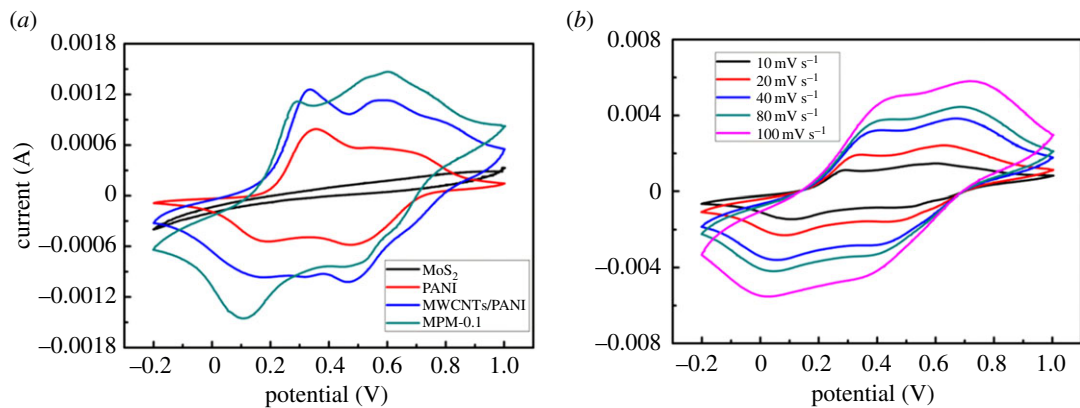 (a)
0.0018
0.0012
0.0006
0
−0.0006
−0.0012
−0.0018
current (A)
MoS₂
PANI
MWCNTs/PANI
MPM-0.1
−0.2 0 0.2 0.4 0.6 0.8 1.0
potential (V)
(b)
0.008
0.004
0
−0.004
−0.008
10 mV s⁻¹
20 mV s⁻¹
40 mV s⁻¹
80 mV s⁻¹
100 mV s⁻¹
−0.2 0 0.2 0.4 0.6 0.8 1.0
potential (V)